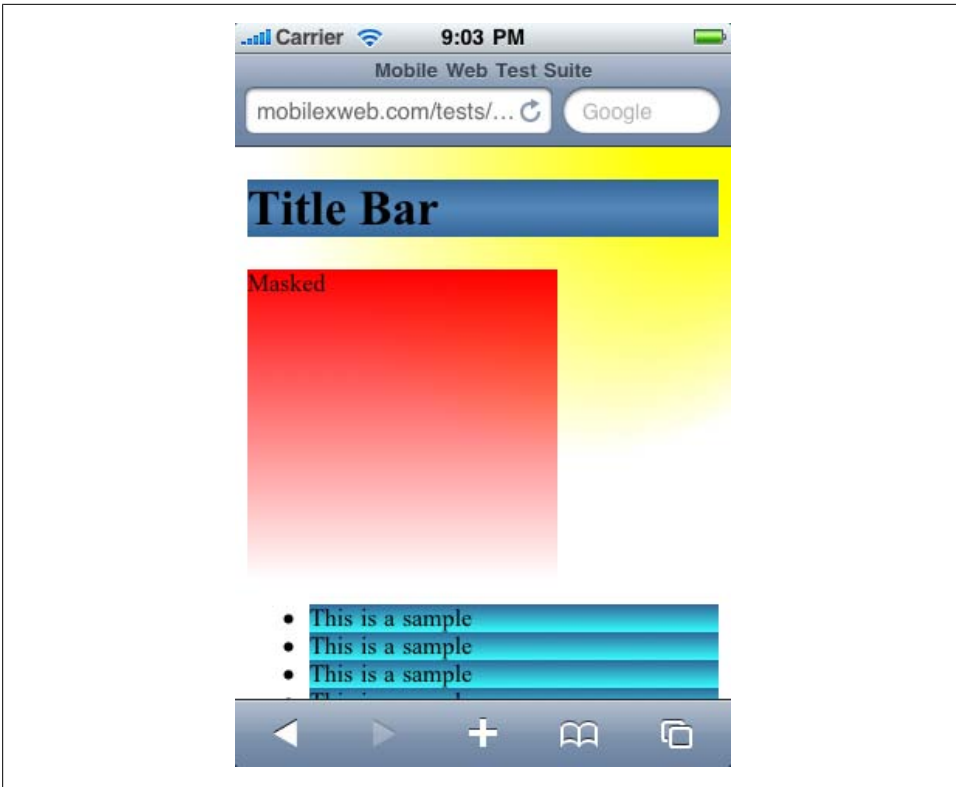 Carrier 9:03 PM
Mobile Web Test Suite
mobilexweb.com/tests/... Google
Title Bar
Masked
• This is a sample
• This is a sample
• This is a sample